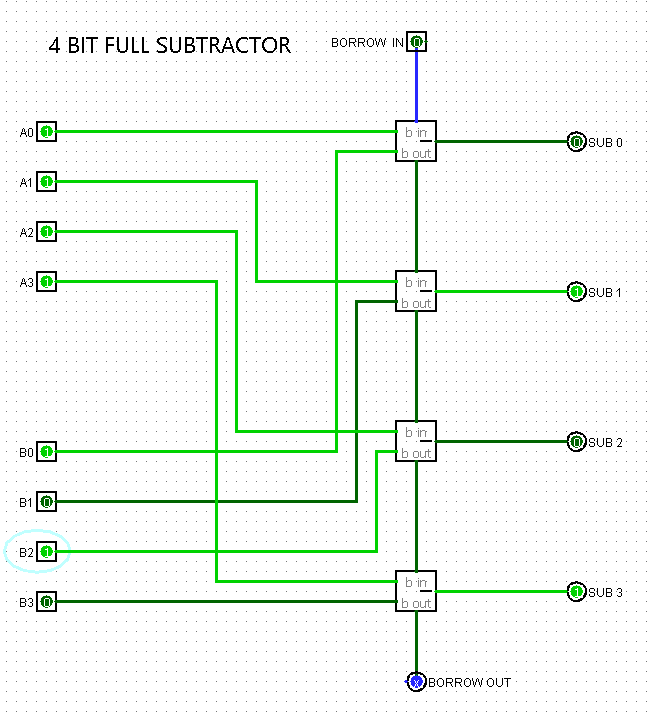 4 BIT FULL SUBTRACTOR
BORROW IN 0
A0 1
b in
b out
0 SUB 0
A1 1
A2 1
A3 1
b in
b out
1 SUB 1
b in
b out
0 SUB 2
B0 1
B1 0
B2 1
b in
b out
1 SUB 3
B3 0
x BORROW OUT